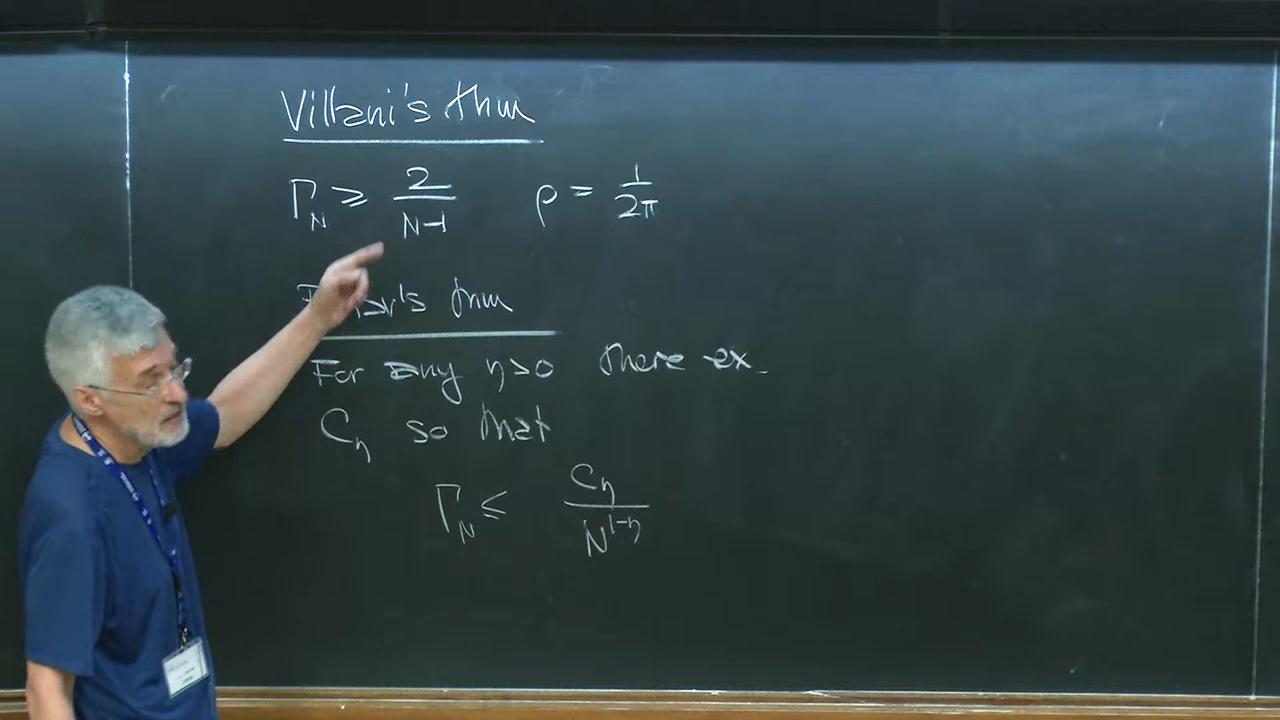 Villani's thm
Γ_N ≥ 2/(N-1)    ρ = 1/2π
thm
For any η>0 there ex.
C_η so that
Γ_N ≤ C_η/N^{1-η}